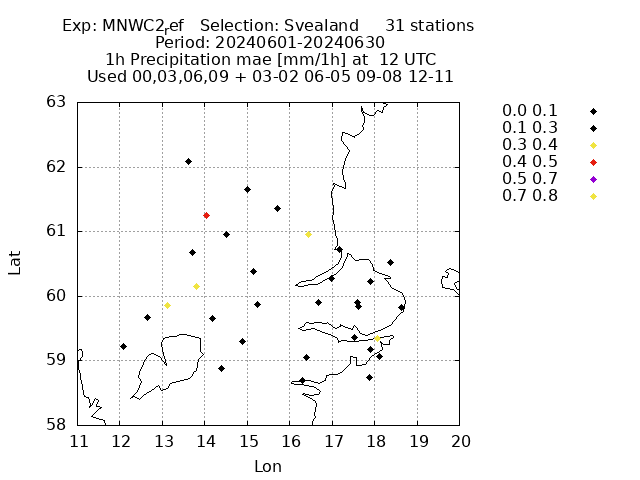 Exp: MNWC2ref   Selection: Svealand     31 stations
Period: 20240601-20240630
1h Precipitation mae [mm/1h] at  12 UTC
Used 00,03,06,09 + 03-02 06-05 09-08 12-11
0.0 0.1
0.1 0.3
0.3 0.4
0.4 0.5
0.5 0.7
0.7 0.8
63
62
61
60
59
58
Lat
11 12 13 14 15 16 17 18 19 20
Lon